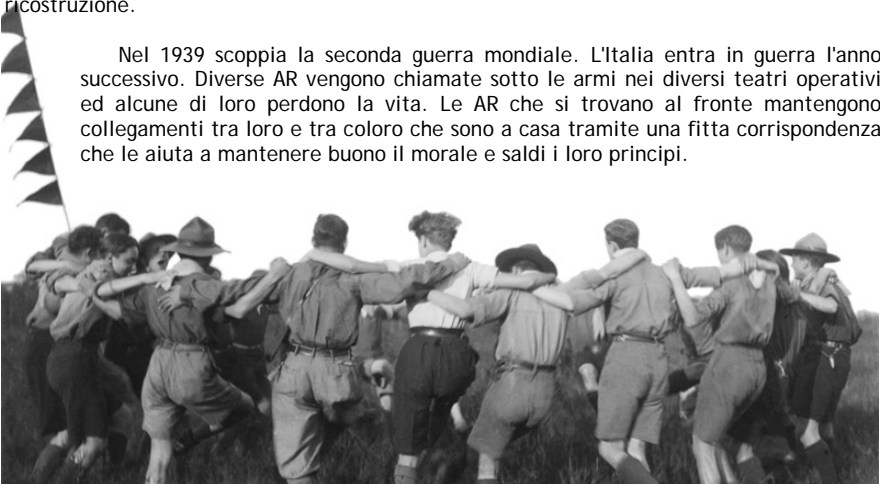 ricostruzione.
Nel 1939 scoppia la seconda guerra mondiale. L'Italia entra in guerra l'anno
successivo. Diverse AR vengono chiamate sotto le armi nei diversi teatri operativi
ed alcune di loro perdono la vita. Le AR che si trovano al fronte mantengono
collegamenti tra loro e tra coloro che sono a casa tramite una fitta corrispondenza
che le aiuta a mantenere buono il morale e saldi i loro principi.